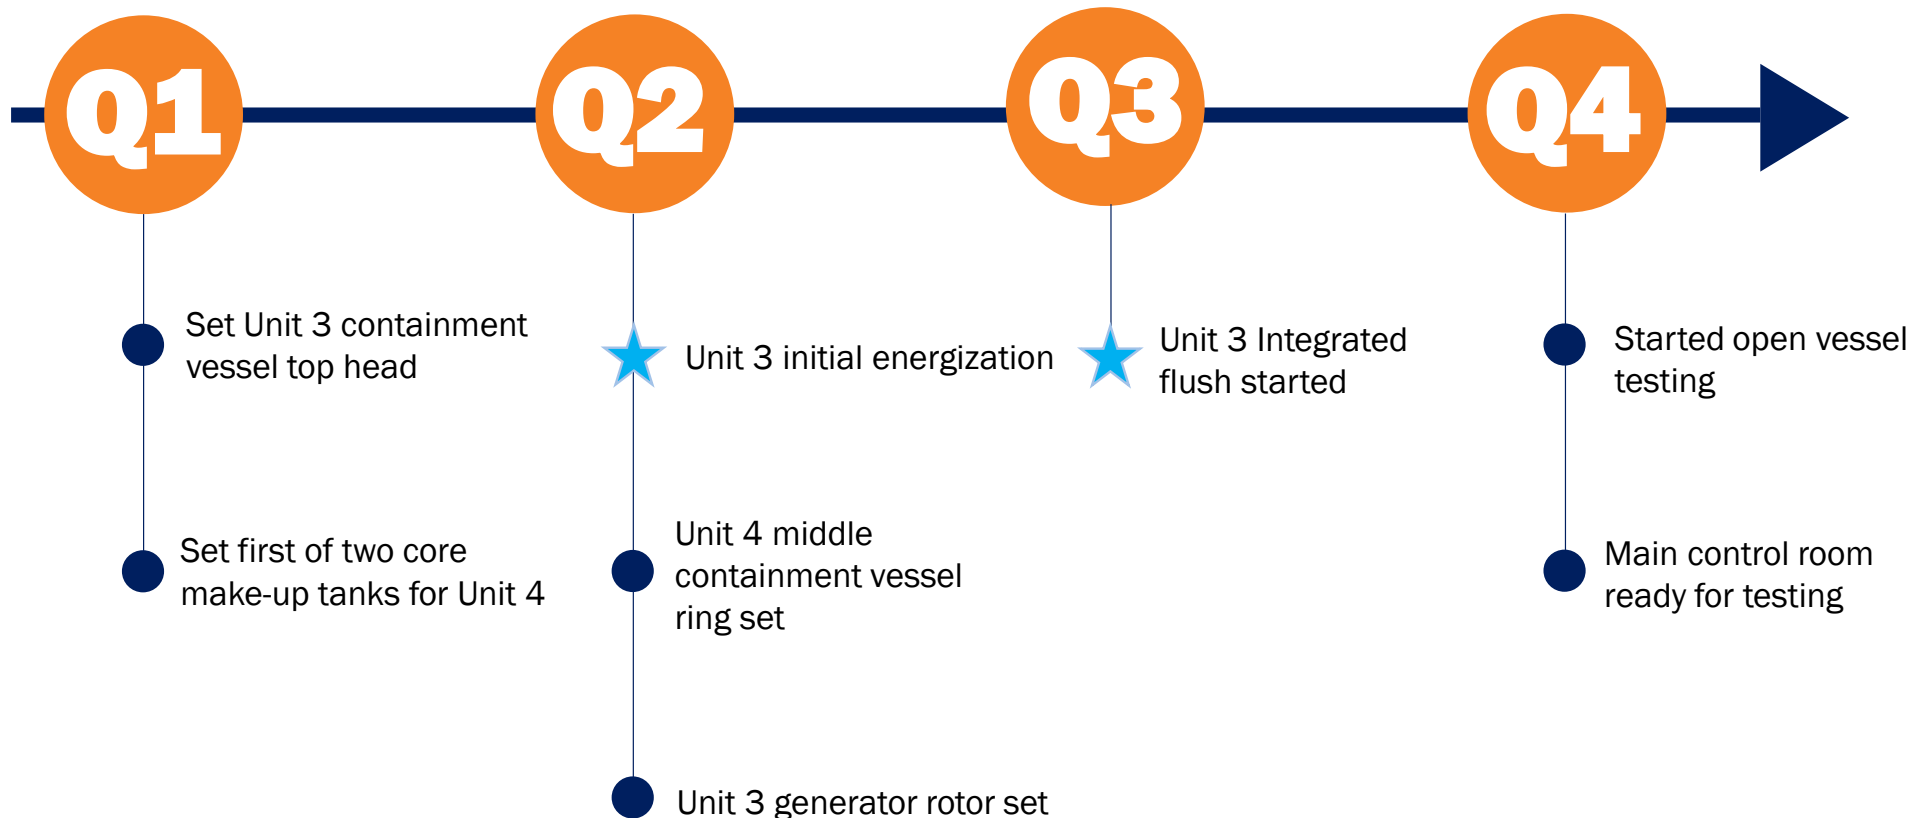 Q1
Q2
Q3
Q4
Set Unit 3 containment
vessel top head
Set first of two core
make-up tanks for Unit 4
Unit 3 initial energization
Unit 4 middle
containment vessel
ring set
Unit 3 generator rotor set
Unit 3 Integrated
flush started
Started open vessel
testing
Main control room
ready for testing